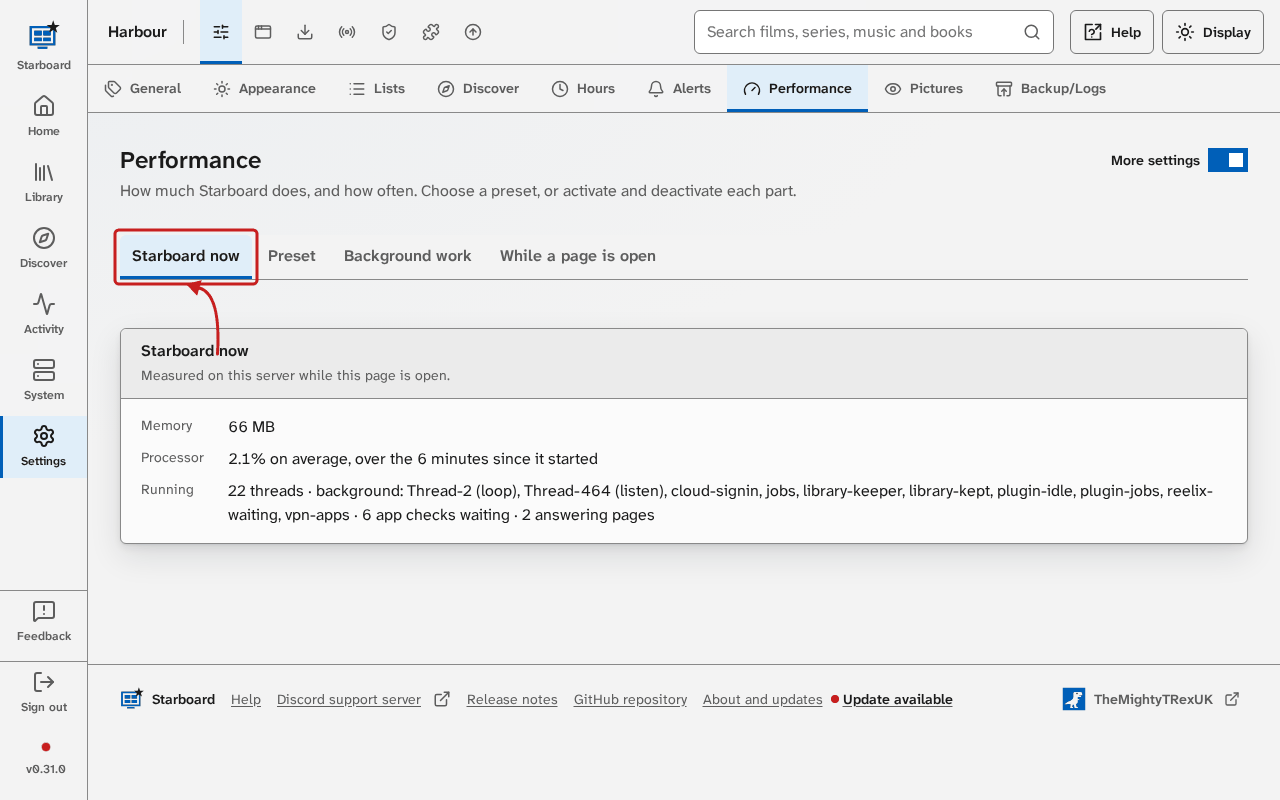 Starboard
Home
Library
Discover
Activity
System
Settings
Feedback
Sign out
v0.31.0
Harbour
Search films, series, music and books
Help
Display
General
Appearance
Lists
Discover
Hours
Alerts
Performance
Pictures
Backup/Logs
Performance
More settings
How much Starboard does, and how often. Choose a preset, or activate and deactivate each part.
Starboard now
Preset
Background work
While a page is open
Starboard now
Measured on this server while this page is open.
Memory
66 MB
Processor
2.1% on average, over the 6 minutes since it started
Running
22 threads · background: Thread-2 (loop), Thread-464 (listen), cloud-signin, jobs, library-keeper, library-kept, plugin-idle, plugin-jobs, reelix-
waiting, vpn-apps · 6 app checks waiting · 2 answering pages
Starboard
Help
Discord support server
Release notes
GitHub repository
About and updates
Update available
TheMightyTRexUK